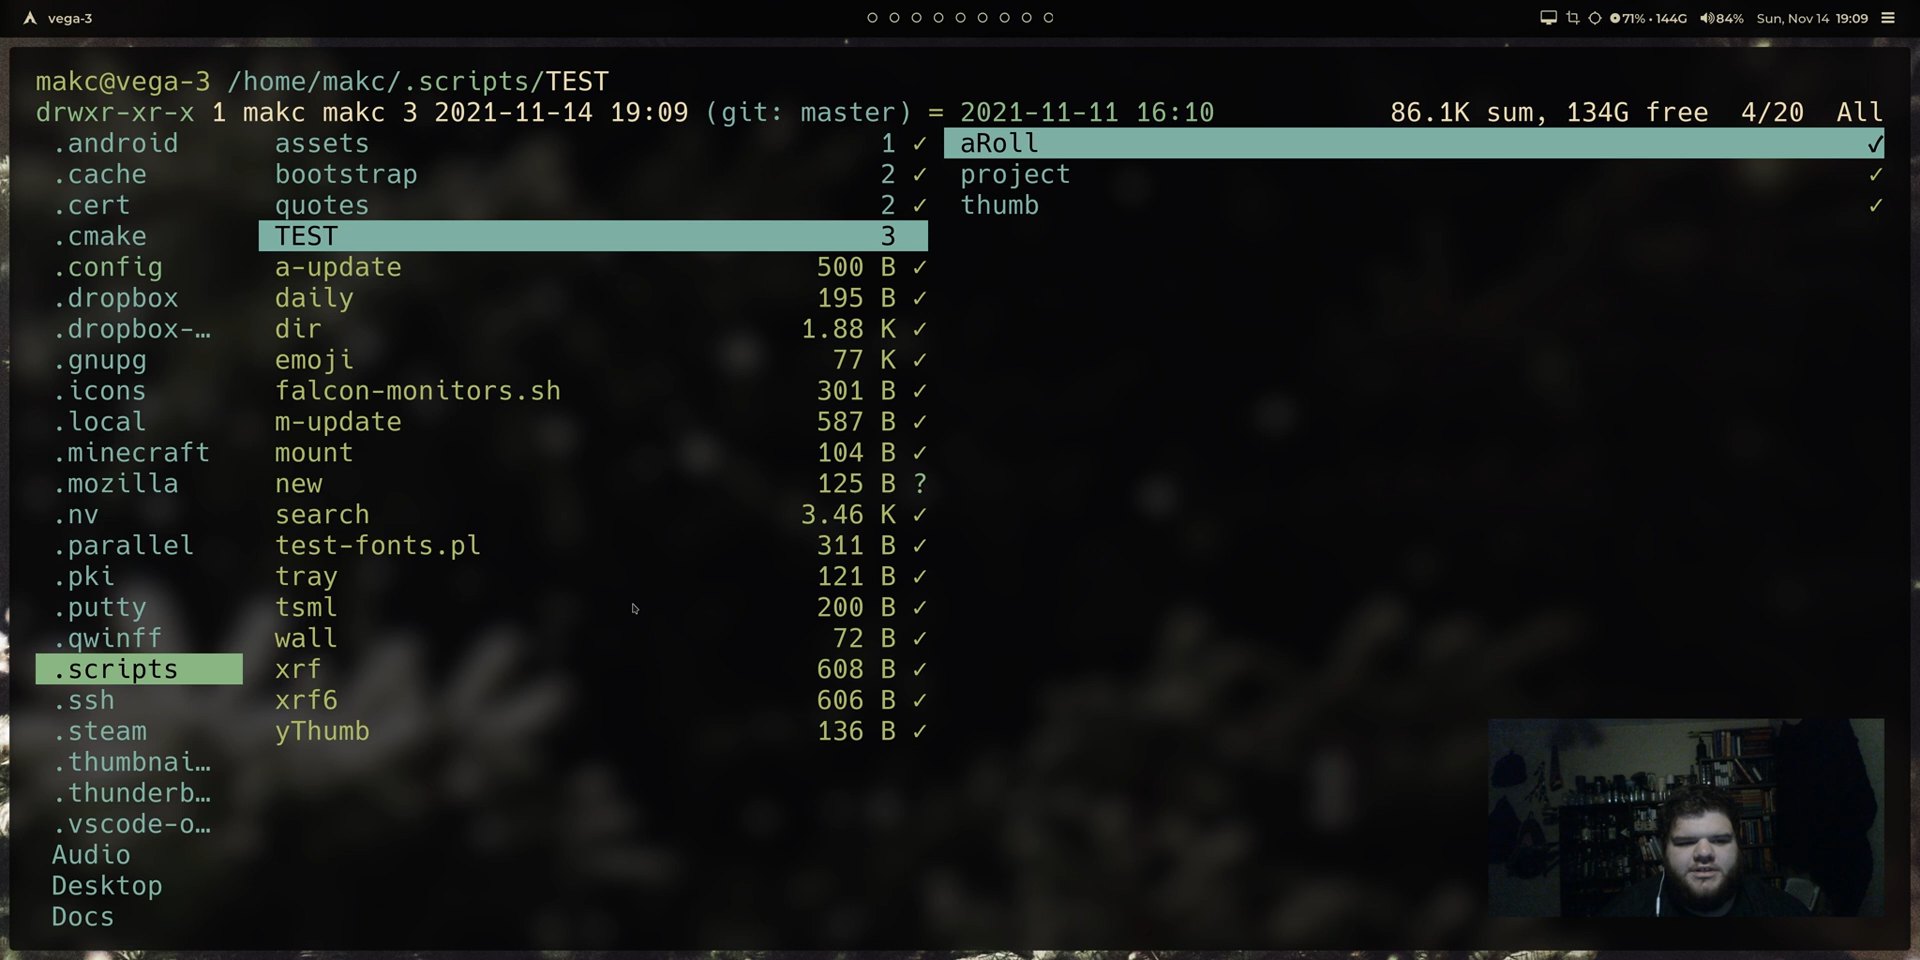 vega-3
71% · 144G 84% Sun, Nov 14 19:09
makc@vega-3 /home/makc/.scripts/TEST
drwxr-xr-x 1 makc makc 3 2021-11-14 19:09 (git: master) = 2021-11-11 16:10 86.1K sum, 134G free 4/20 All
.android assets 1 ✓ aRoll ✓
.cache bootstrap 2 ✓ project ✓
.cert quotes 2 ✓ thumb ✓
.cmake TEST 3
.config a-update 500 B ✓
.dropbox daily 195 B ✓
.dropbox-… dir 1.88 K ✓
.gnupg emoji 77 K ✓
.icons falcon-monitors.sh 301 B ✓
.local m-update 587 B ✓
.minecraft mount 104 B ✓
.mozilla new 125 B ?
.nv search 3.46 K ✓
.parallel test-fonts.pl 311 B ✓
.pki tray 121 B ✓
.putty tsml 200 B ✓
.qwinff wall 72 B ✓
.scripts xrf 608 B ✓
.ssh xrf6 606 B ✓
.steam yThumb 136 B ✓
.thumbnai…
.thunderb…
.vscode-o…
Audio
Desktop
Docs